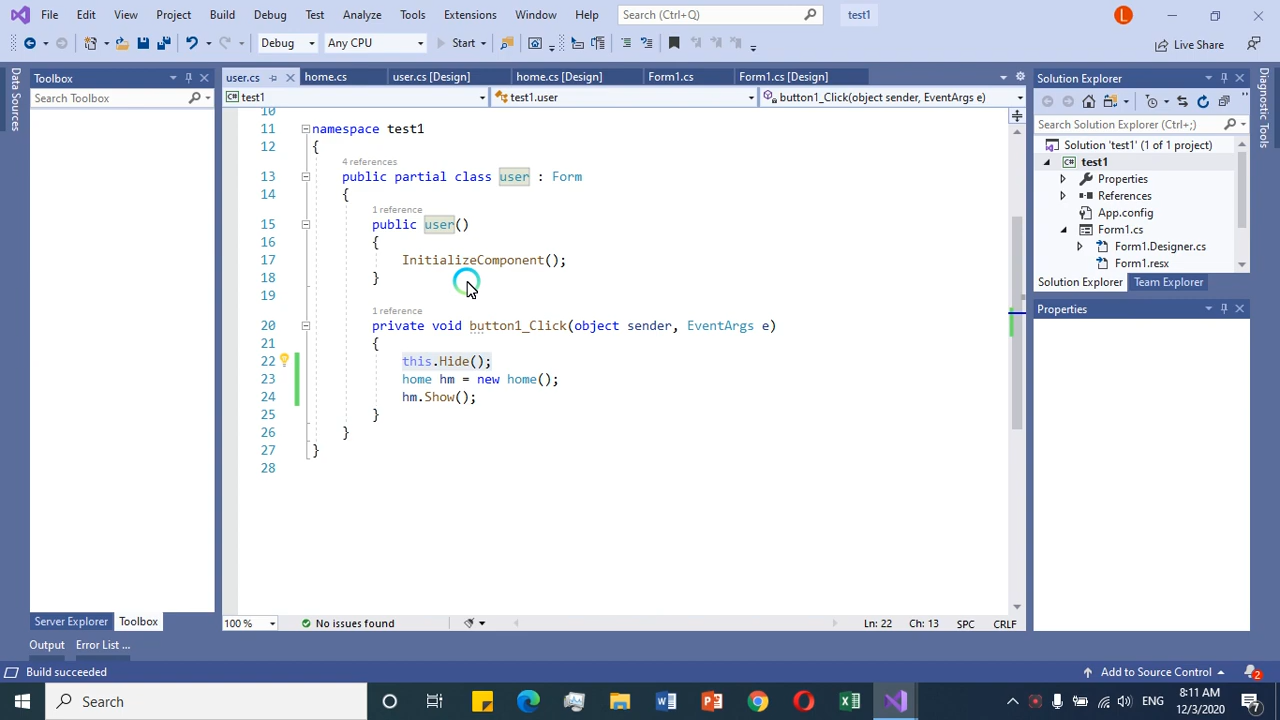 File Edit View Project Build Debug Test Analyze Tools Extensions Window Help Search (Ctrl+Q) test1 L
Debug Any CPU Start Live Share
Data Sources
Toolbox
Search Toolbox
Server Explorer Toolbox
user.cs home.cs user.cs [Design] home.cs [Design] Form1.cs Form1.cs [Design]
test1 test1.user button1_Click(object sender, EventArgs e)
10
11 namespace test1
12 {
4 references
13 public partial class user : Form
14 {
1 reference
15 public user()
16 {
17 InitializeComponent();
18 }
19
1 reference
20 private void button1_Click(object sender, EventArgs e)
21 {
22 this.Hide();
23 home hm = new home();
24 hm.Show();
25 }
26 }
27 }
28
100 % No issues found Ln: 22 Ch: 13 SPC CRLF
Solution Explorer
Search Solution Explorer (Ctrl+;)
Solution 'test1' (1 of 1 project)
test1
Properties
References
App.config
Form1.cs
Form1.Designer.cs
Form1.resx
Solution Explorer Team Explorer
Properties
Diagnostic Tools
Output Error List ...
Build succeeded Add to Source Control 2
Search ENG 8:11 AM
12/3/2020 7